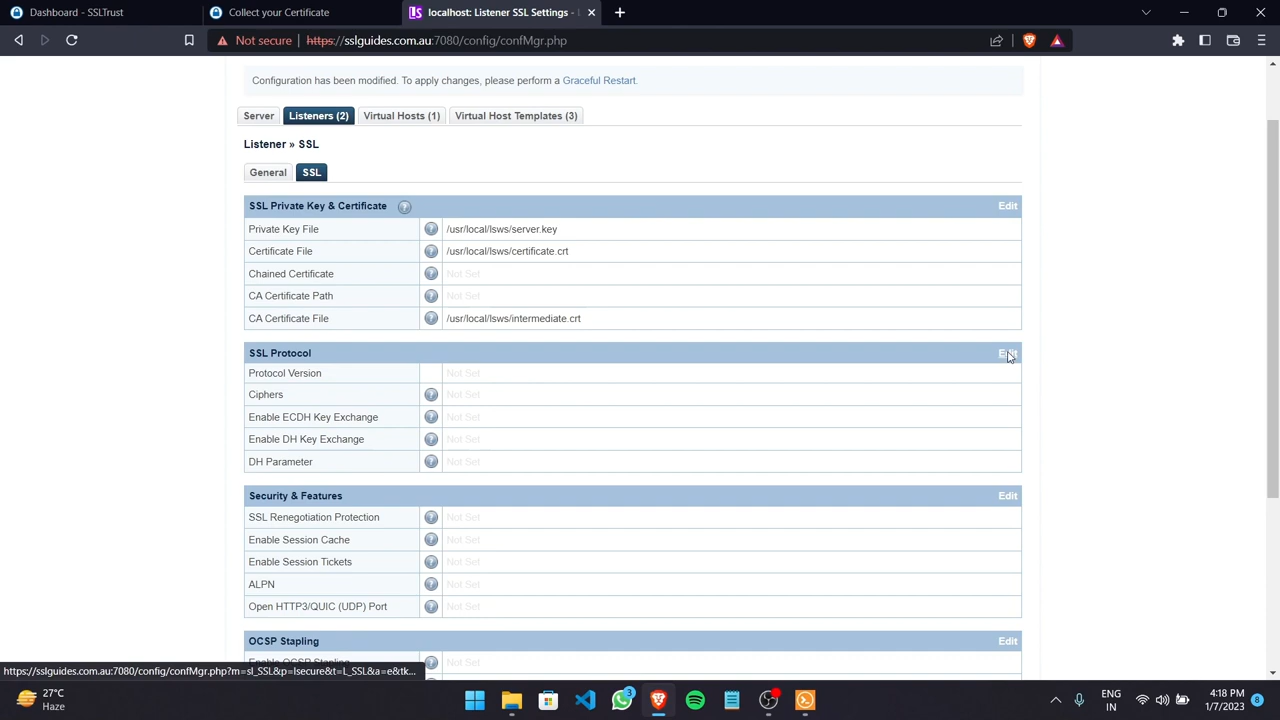 Dashboard - SSLTrust
Collect your Certificate
LS localhost: Listener SSL Settings -
Not secure https://sslguides.com.au:7080/config/confMgr.php
Configuration has been modified. To apply changes, please perform a Graceful Restart.
Server Listeners (2) Virtual Hosts (1) Virtual Host Templates (3)
Listener » SSL
General SSL
SSL Private Key & Certificate ? Edit
Private Key File ? /usr/local/lsws/server.key
Certificate File ? /usr/local/lsws/certificate.crt
Chained Certificate ? Not Set
CA Certificate Path ? Not Set
CA Certificate File ? /usr/local/lsws/intermediate.crt
SSL Protocol Edit
Protocol Version Not Set
Ciphers ? Not Set
Enable ECDH Key Exchange ? Not Set
Enable DH Key Exchange ? Not Set
DH Parameter ? Not Set
Security & Features Edit
SSL Renegotiation Protection ? Not Set
Enable Session Cache ? Not Set
Enable Session Tickets ? Not Set
ALPN ? Not Set
Open HTTP3/QUIC (UDP) Port ? Not Set
OCSP Stapling Edit
Enable OCSP Stapling ? Not Set
https://sslguides.com.au:7080/config/confMgr.php?m=sl_SSL&p=lsecure&t=L_SSL&a=e&tk...
27°C
Haze
3
ENG
IN
4:18 PM
1/7/2023
8